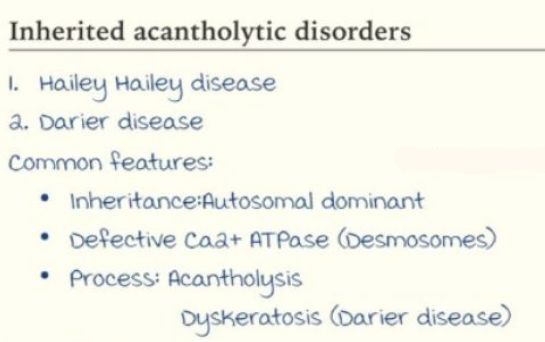 Inherited acantholytic disorders
1. Hailey Hailey disease
2. Darier disease
Common features:
• Inheritance:Autosomal dominant
• Defective Ca2+ ATPase (Desmosomes)
• Process: Acantholysis
Dyskeratosis (Darier disease)